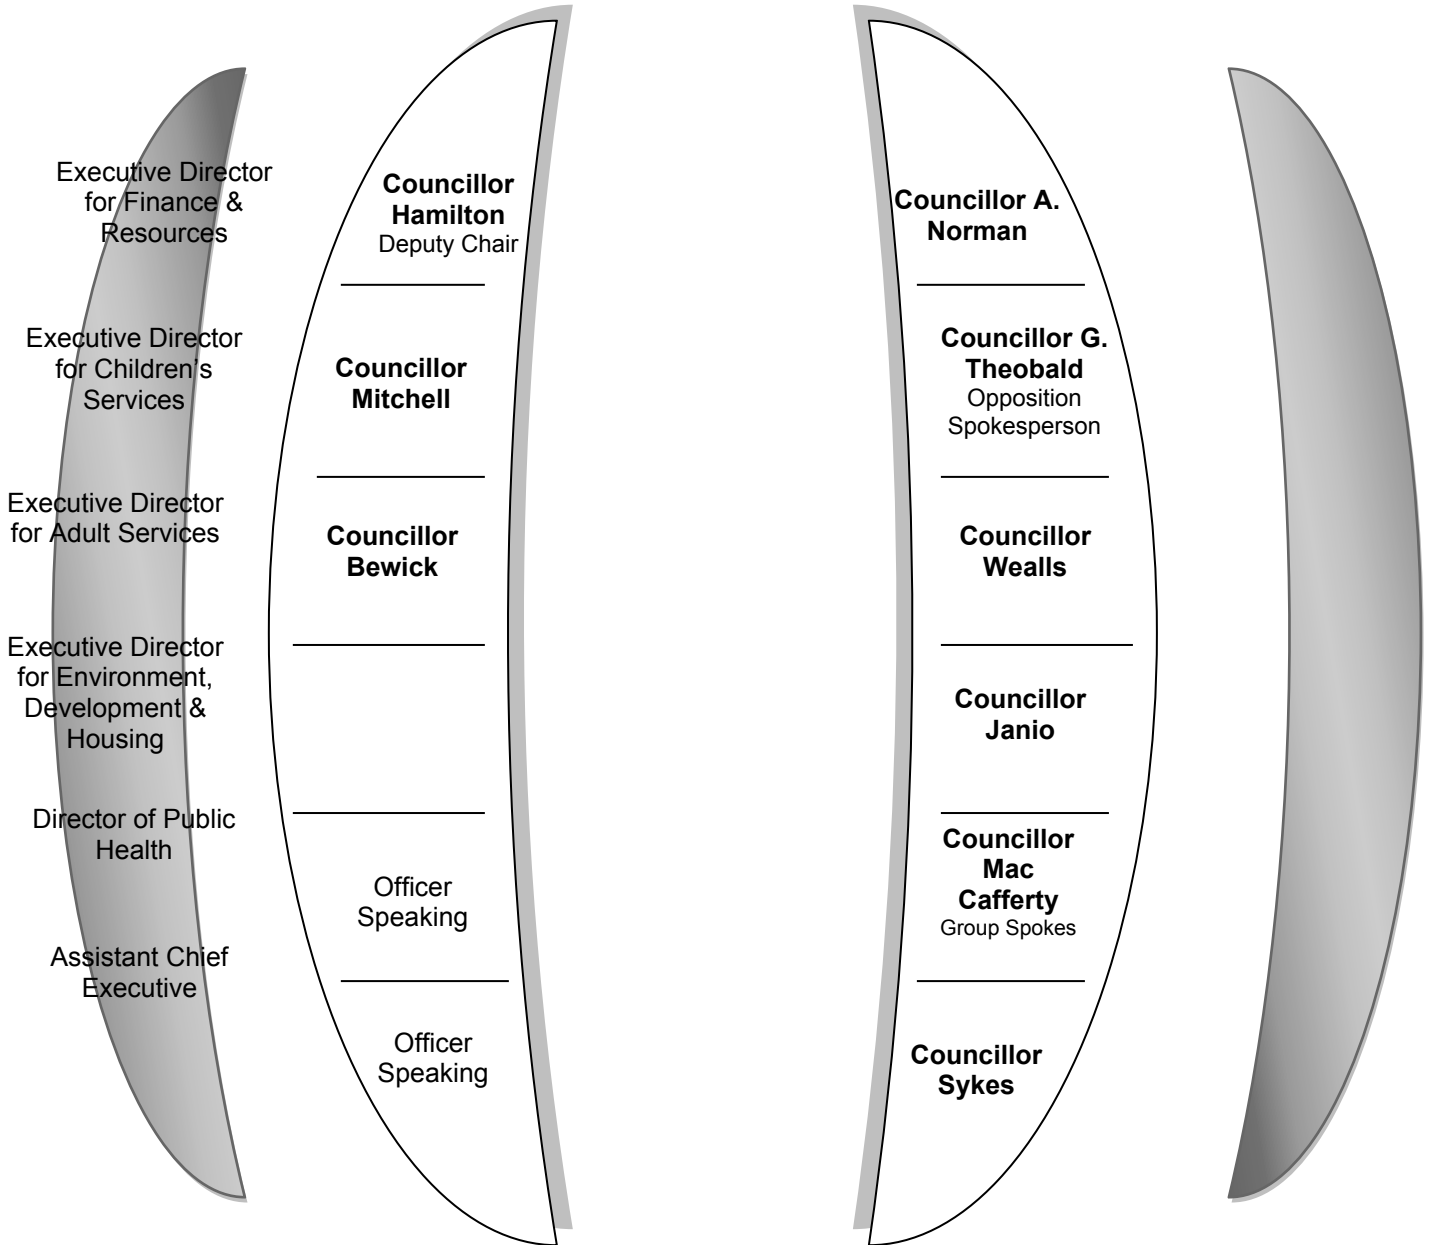 Executive Director
for Finance &
Resources
Executive Director
for Children's
Services
Executive Director
for Adult Services
Executive Director
for Environment,
Development &
Housing
Director of Public
Health
Assistant Chief
Executive
Councillor
Hamilton
Deputy Chair
Councillor
Mitchell
Councillor
Bewick
Officer
Speaking
Officer
Speaking
Councillor A.
Norman
Councillor G.
Theobald
Opposition
Spokesperson
Councillor
Wealls
Councillor
Janio
Councillor
Mac
Cafferty
Group Spokes
Councillor
Sykes